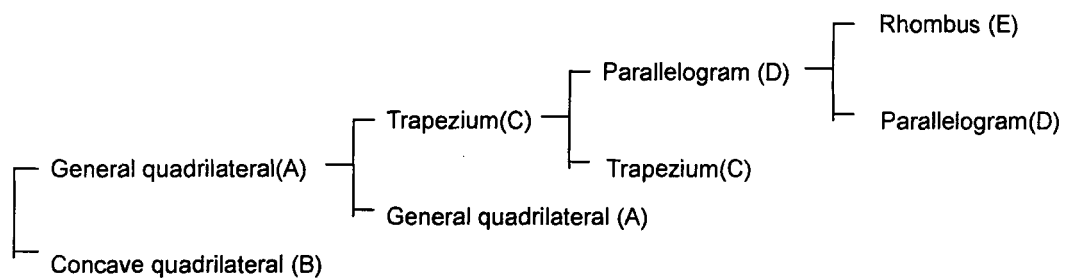 Rhombus (E)
Parallelogram (D)
Trapezium(C)
Parallelogram(D)
General quadrilateral(A)
Trapezium(C)
General quadrilateral (A)
Concave quadrilateral (B)